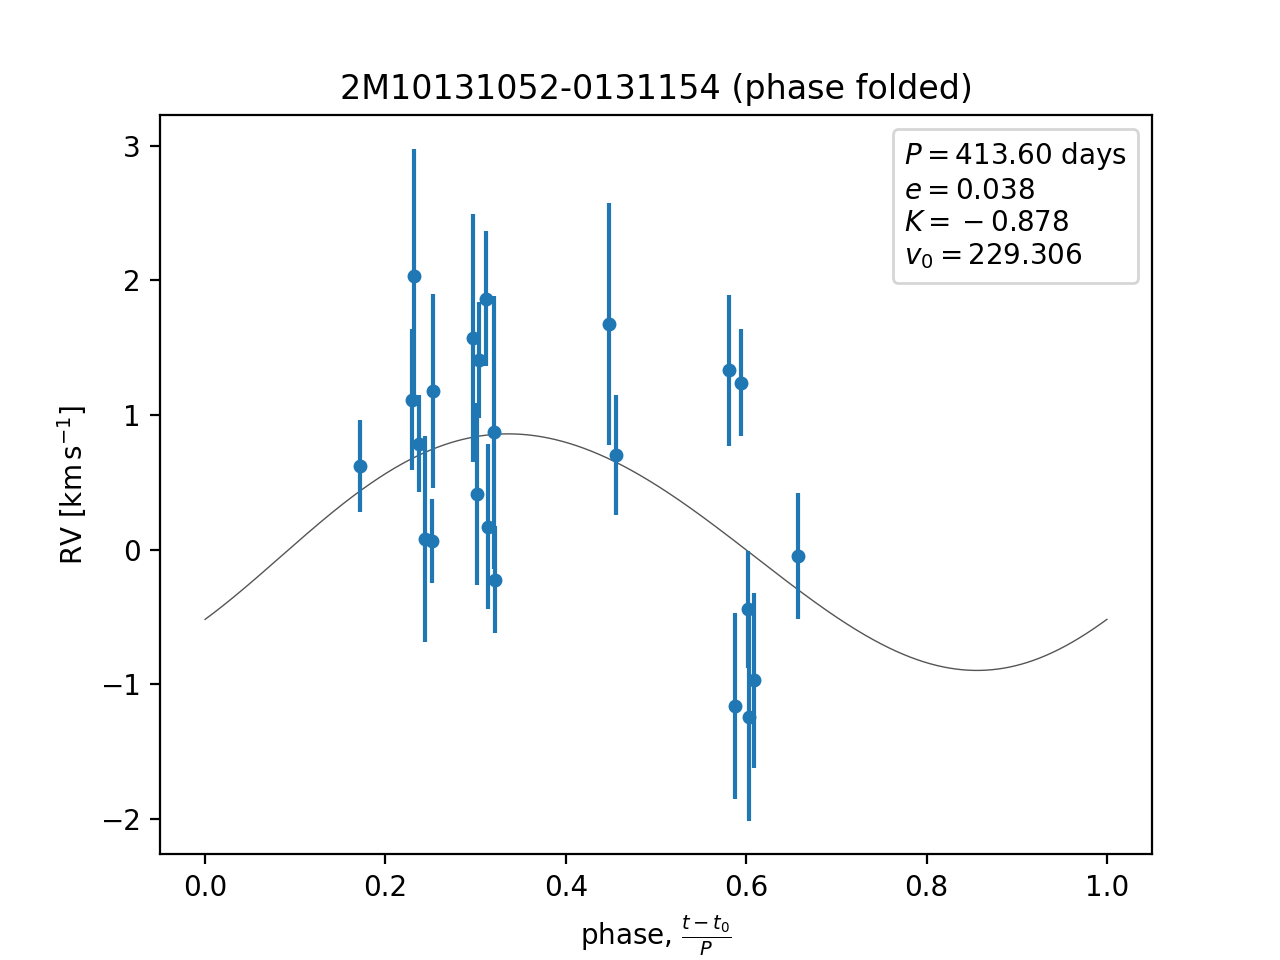 2M10131052-0131154 (phase folded)
P = 413.60 days
e = 0.038
K = −0.878
v₀ = 229.306
3
2
1
0
−1
−2
RV [km s⁻¹]
0.0 0.2 0.4 0.6 0.8 1.0
phase, (t − t₀)/P